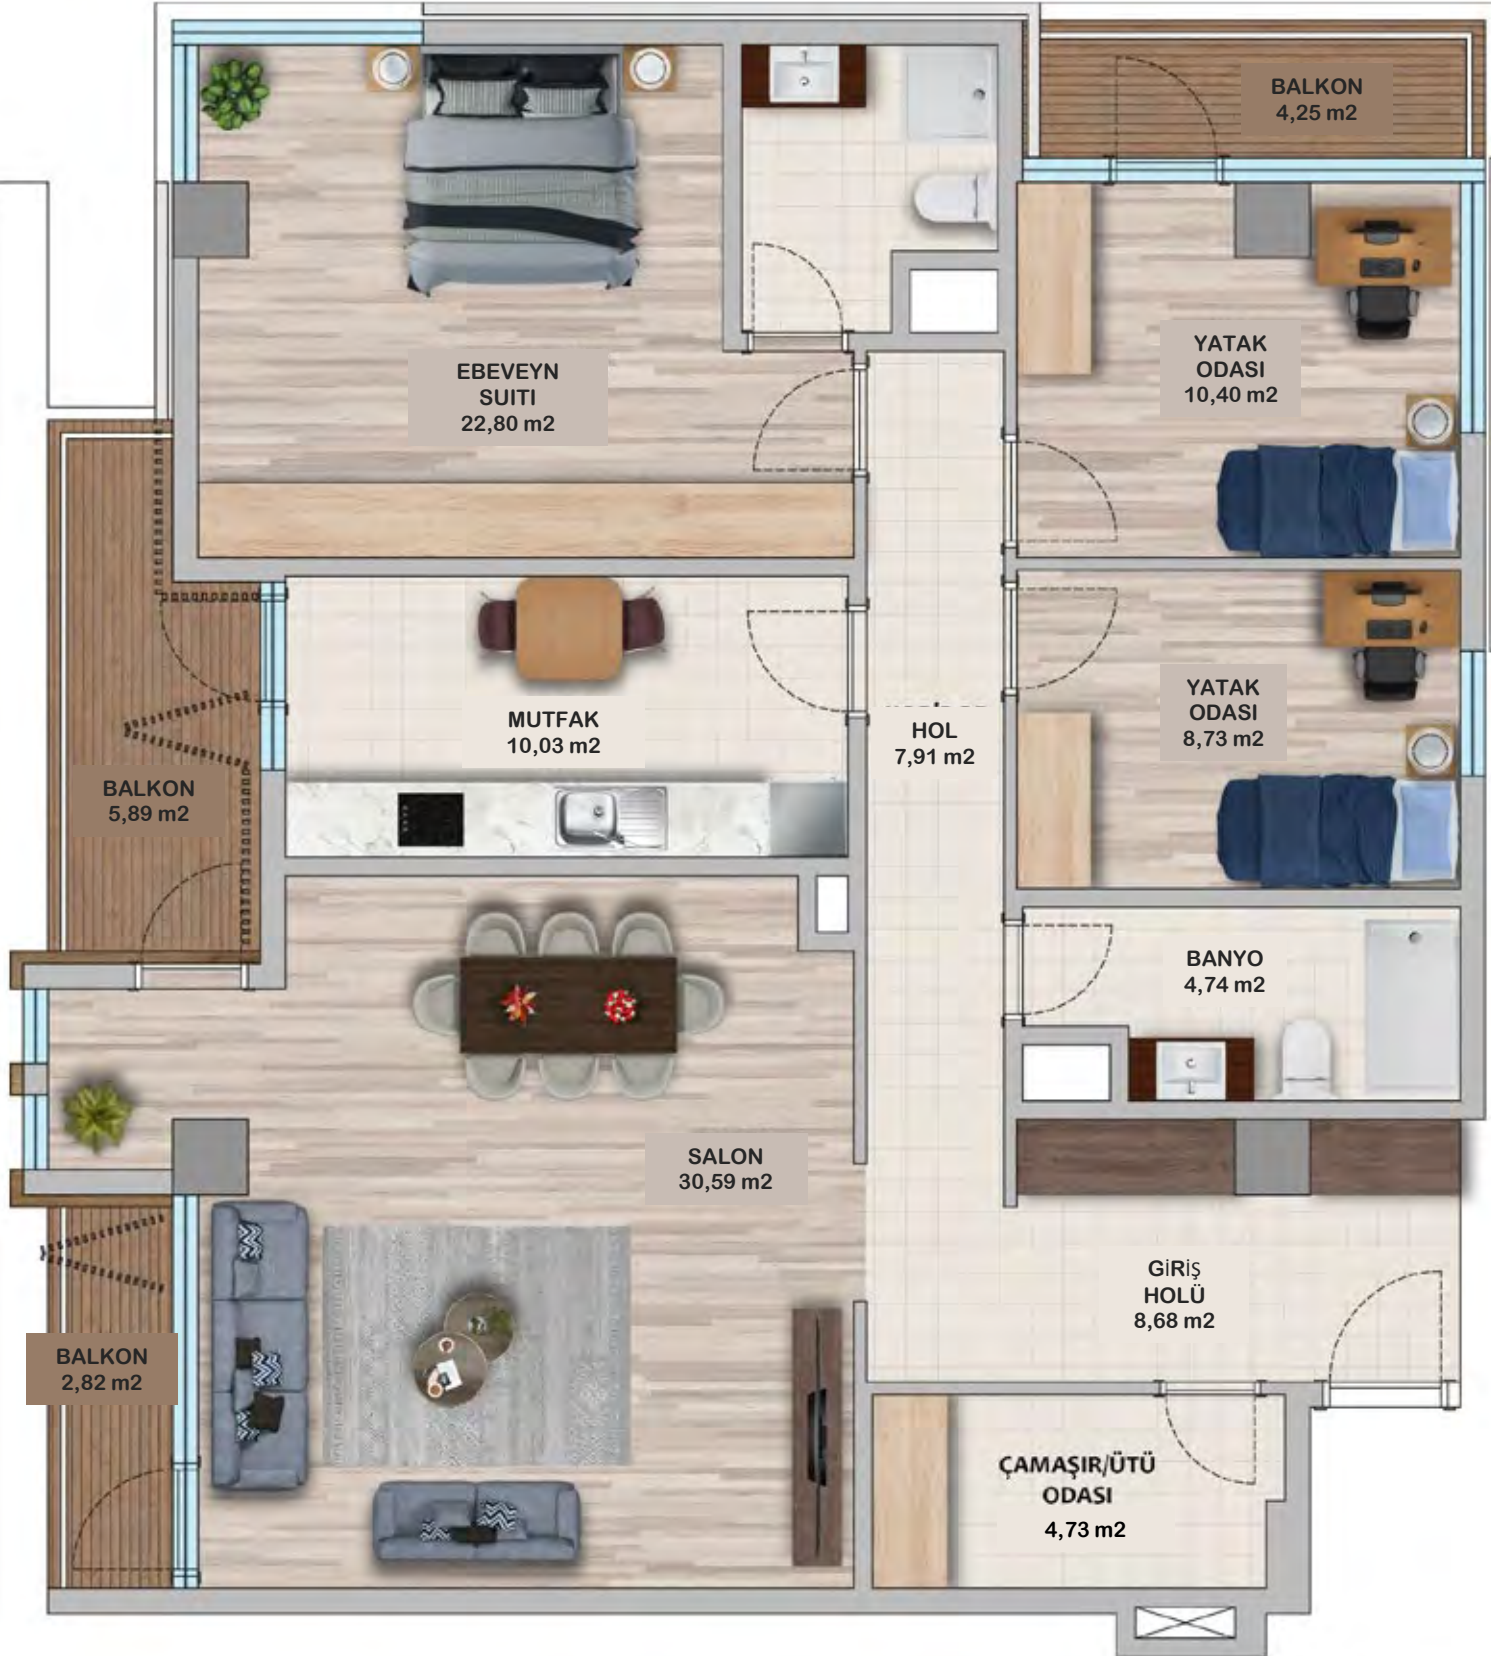 BALKON
4,25 m2
EBEVEYN
SUITI
22,80 m2
YATAK
ODASI
10,40 m2
MUTFAK
10,03 m2
HOL
7,91 m2
YATAK
ODASI
8,73 m2
BALKON
5,89 m2
BANYO
4,74 m2
SALON
30,59 m2
GİRİŞ
HOLÜ
8,68 m2
BALKON
2,82 m2
ÇAMAŞIR/ÜTÜ
ODASI
4,73 m2